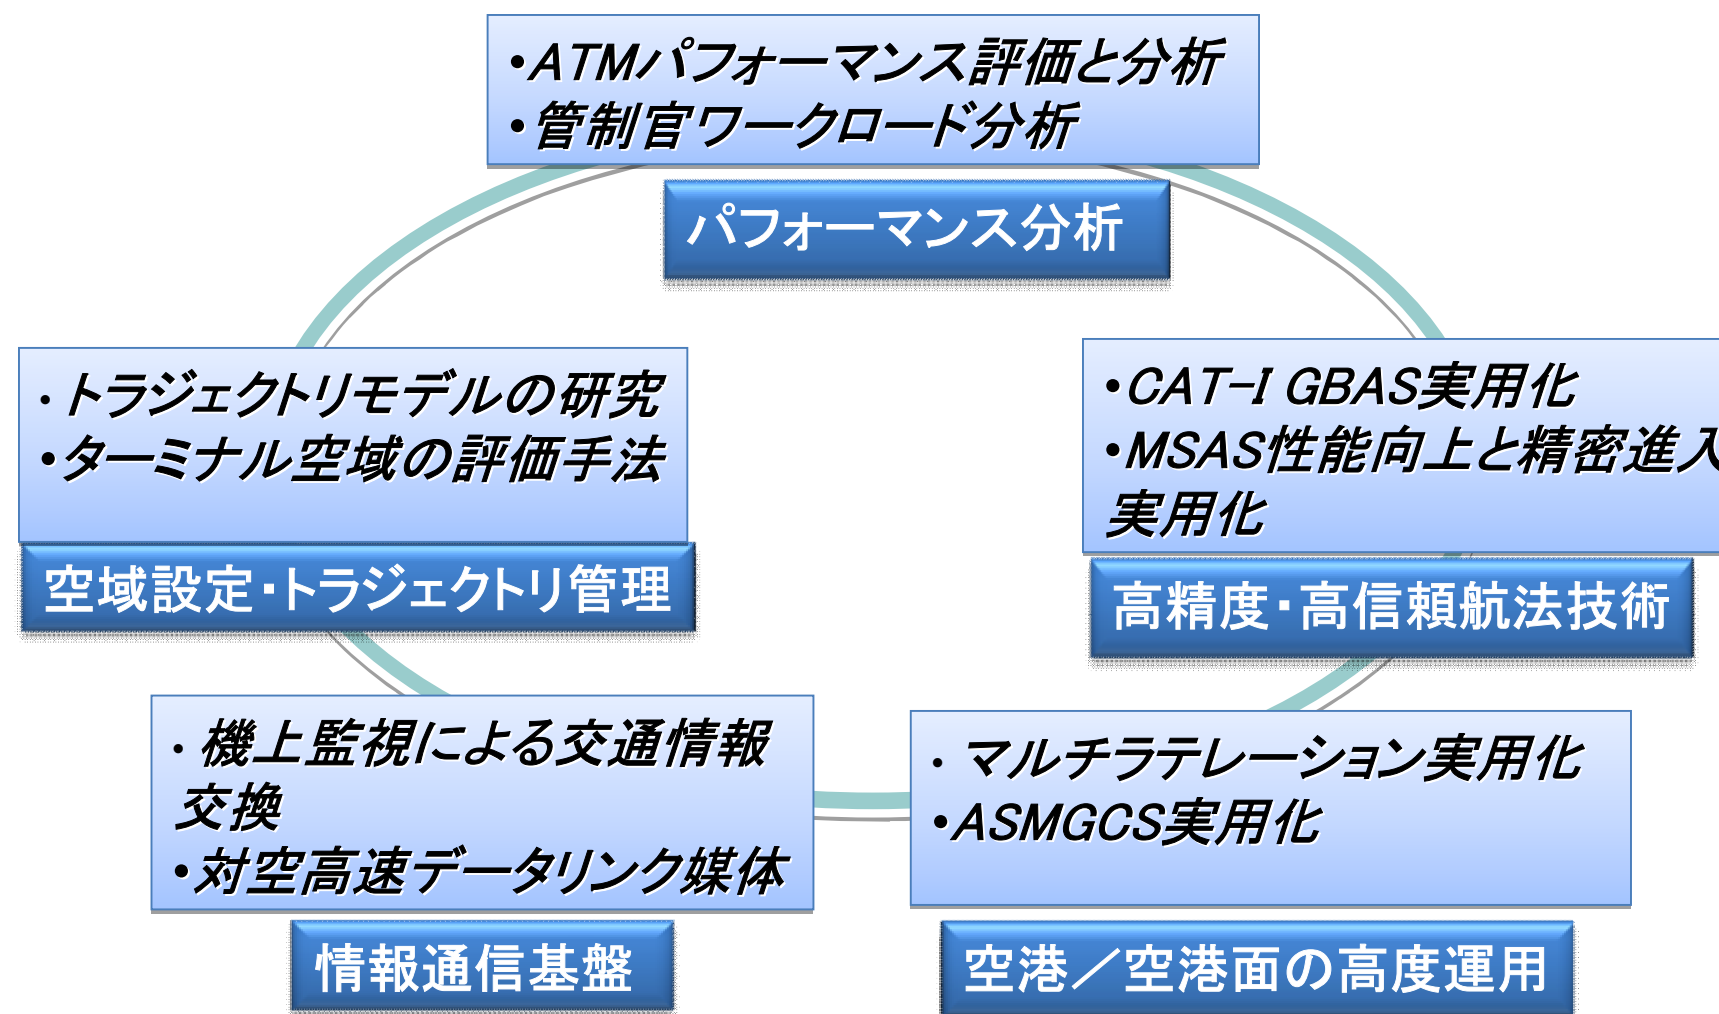 •ATMパフォーマンス評価と分析
•管制官ワークロード分析
パフォーマンス分析
・トラジェクトリモデルの研究
•ターミナル空域の評価手法
空域設定・トラジェクトリ管理
•CAT-I GBAS実用化
•MSAS性能向上と精密進入
実用化
高精度・高信頼航法技術
・機上監視による交通情報
交換
•対空高速データリンク媒体
情報通信基盤
・マルチラテレーション実用化
•ASMGCS実用化
空港／空港面の高度運用